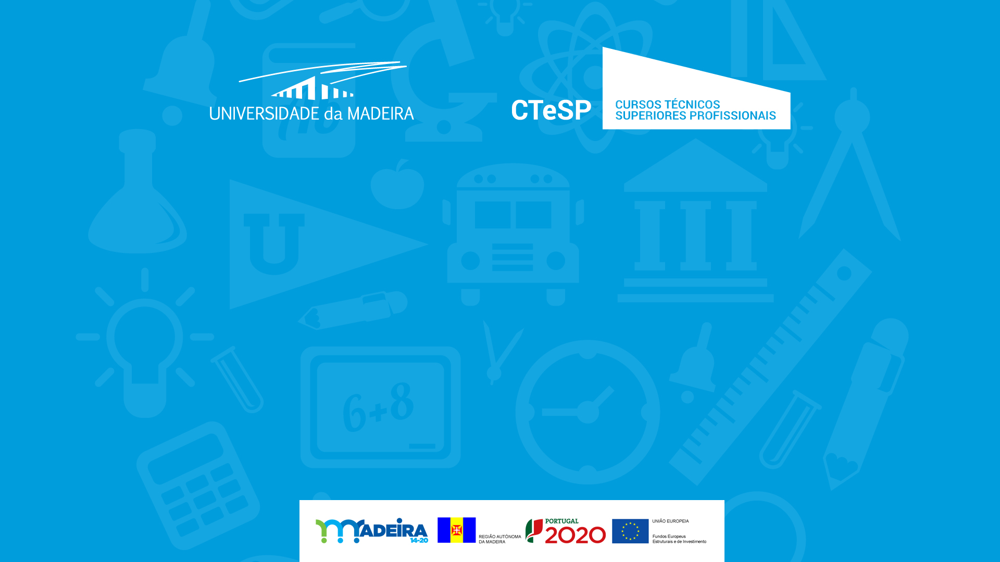 UNIVERSIDADE da MADEIRA
CTeSP
CURSOS TÉCNICOS
SUPERIORES PROFISSIONAIS
Ab
U
6+8
MADEIRA
14-20
REGIÃO AUTÓNOMA
DA MADEIRA
PORTUGAL
2020
UNIÃO EUROPEIA
Fundos Europeus
Estruturais e de Investimento